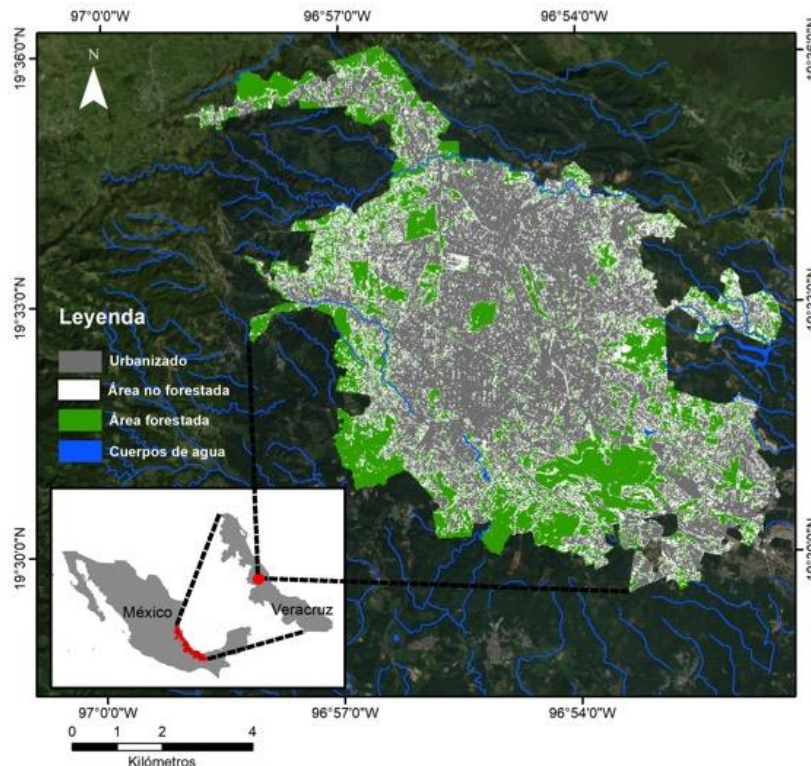 97°0'0"W 96°57'0"W 96°54'0"W
19°36'0"N
N
19°33'0"N
19°30'0"N
Leyenda
Urbanizado
Área no forestada
Área forestada
Cuerpos de agua
México
Veracruz
97°0'0"W 96°57'0"W 96°54'0"W
0 1 2 4
Kilómetros